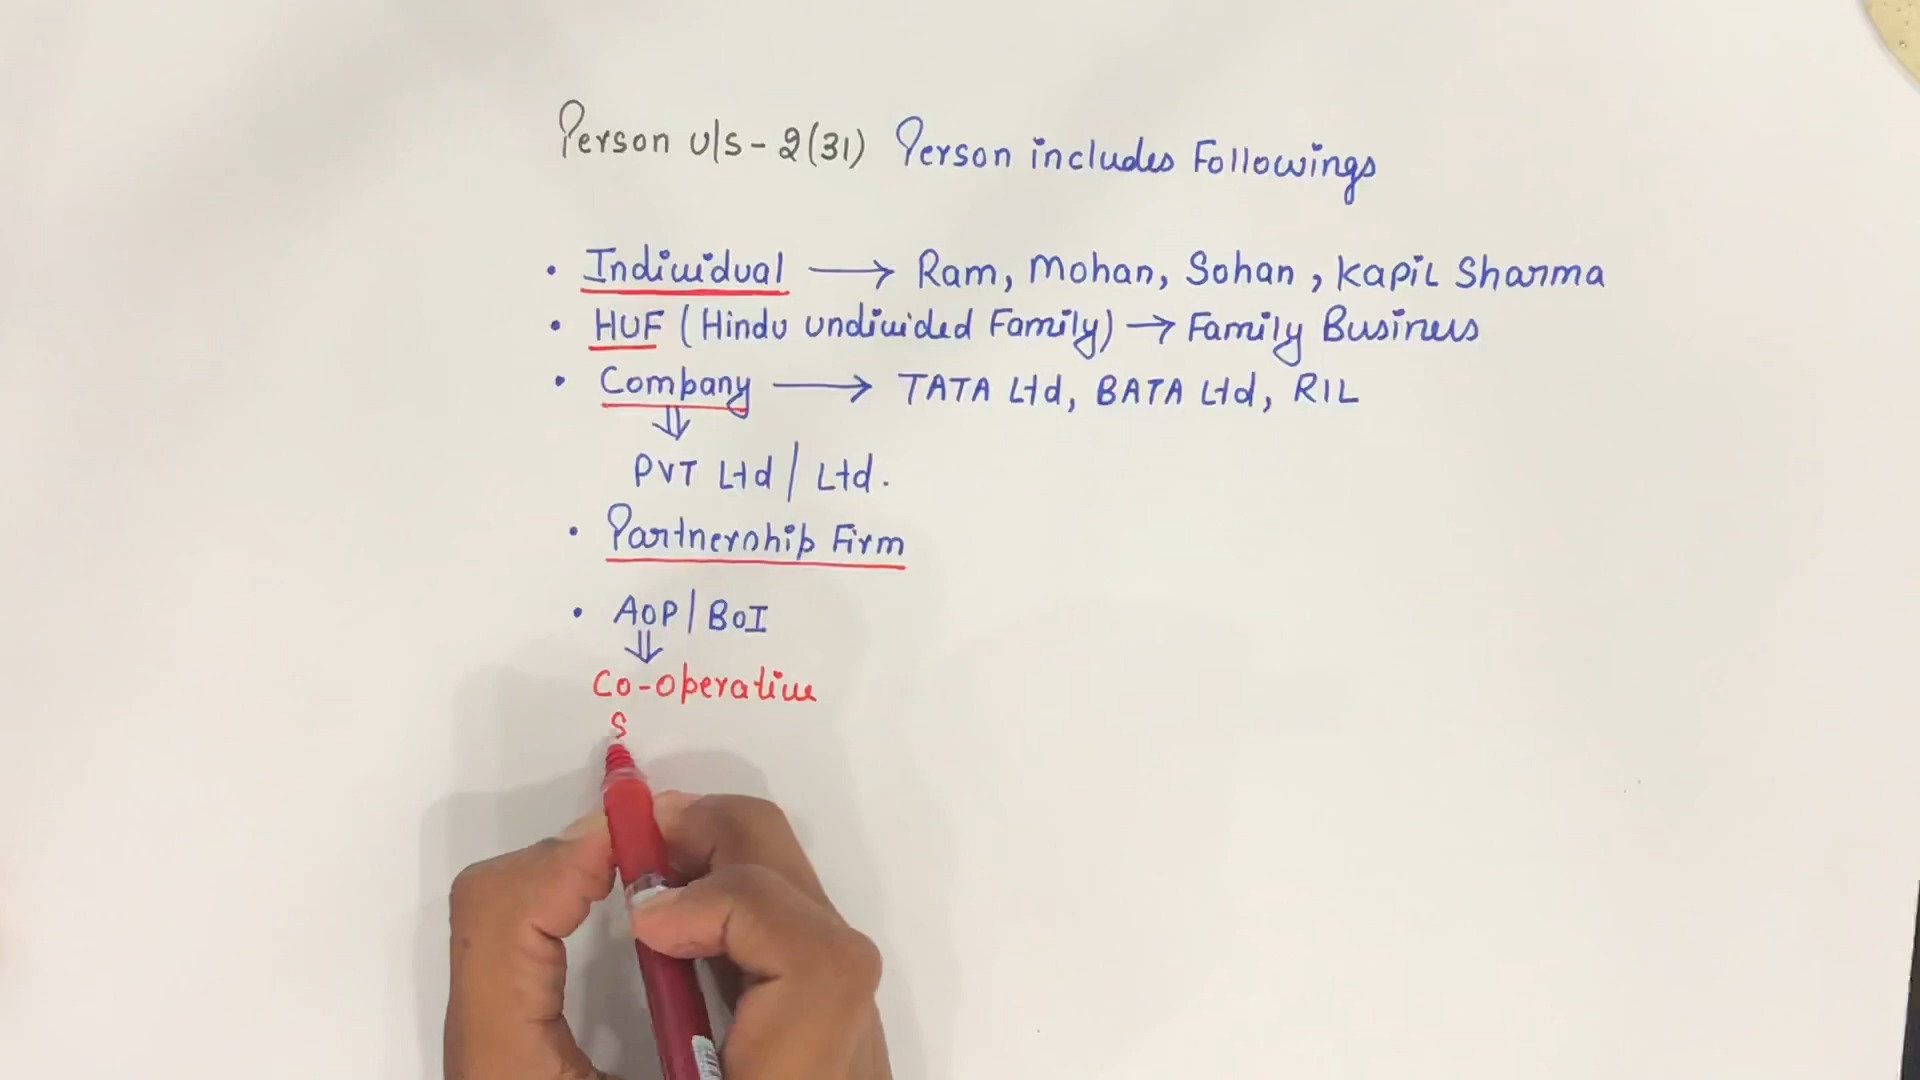 Person U/S - 2(31) Person includes Followings
• Individual → Ram, Mohan, Sohan, Kapil Sharma
• HUF (Hindu undivided Family) → Family Business
• Company → TATA Ltd, BATA Ltd, RIL
⇓
PVT Ltd / Ltd.
• Partnership Firm
• AOP / BOI
⇓
Co-operative
S